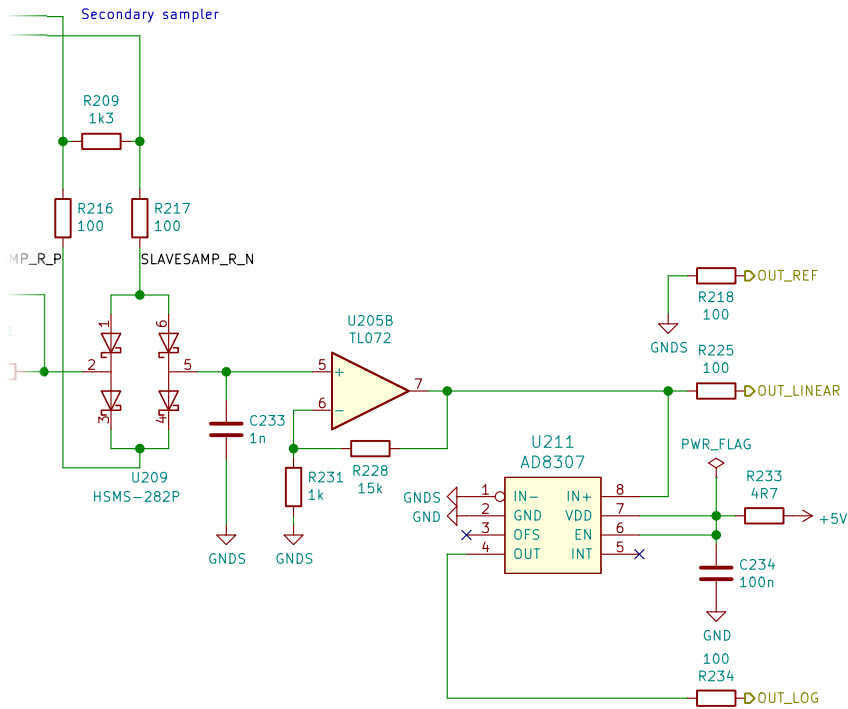 Secondary sampler
R209
1k3
R216
100
R217
100
MP_R_P
SLAVESAMP_R_N
1
6
2
5
3
4
U209
HSMS-282P
C233
1n
GNDS
U205B
TL072
5
+
6
-
7
R231
1k
GNDS
R228
15k
R218
100
OUT_REF
GNDS
R225
100
OUT_LINEAR
U211
AD8307
PWR_FLAG
R233
4R7
+5V
GNDS
1
IN-
IN+
8
GND
2
GND
VDD
7
3
OFS
EN
6
4
OUT
INT
5
C234
100n
GND
100
R234
OUT_LOG